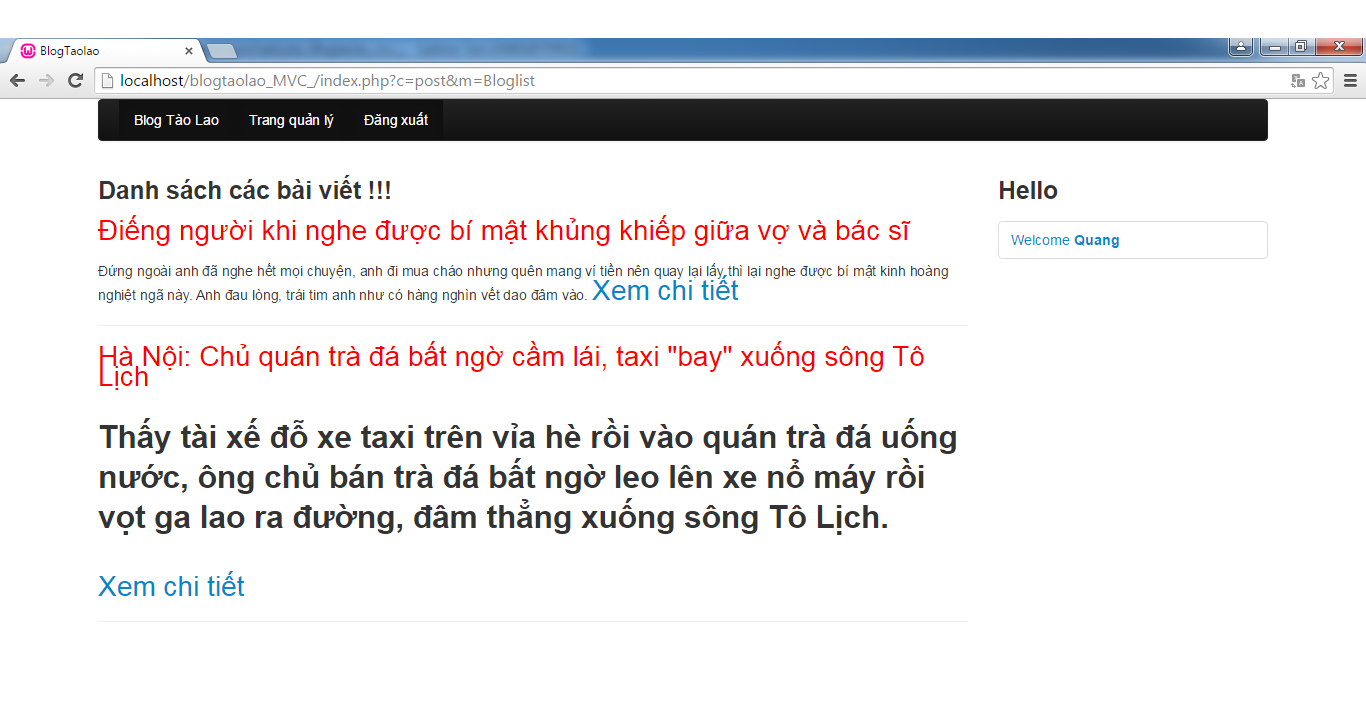 BlogTaolao
localhost/blogtaolao_MVC_/index.php?c=post&m=Bloglist
Blog Tào Lao Trang quản lý Đăng xuất
Danh sách các bài viết !!!
Điếng người khi nghe được bí mật khủng khiếp giữa vợ và bác sĩ
Đứng ngoài anh đã nghe hết mọi chuyện, anh đi mua cháo nhưng quên mang ví tiền nên quay lại lấy thì lại nghe được bí mật kinh hoàng
nghiệt ngã này. Anh đau lòng, trái tim anh như có hàng nghìn vết dao đâm vào. Xem chi tiết
Hà Nội: Chủ quán trà đá bất ngờ cầm lái, taxi "bay" xuống sông Tô
Lịch
Thấy tài xế đỗ xe taxi trên vỉa hè rồi vào quán trà đá uống
nước, ông chủ bán trà đá bất ngờ leo lên xe nổ máy rồi
vọt ga lao ra đường, đâm thẳng xuống sông Tô Lịch.
Xem chi tiết
Hello
Welcome Quang